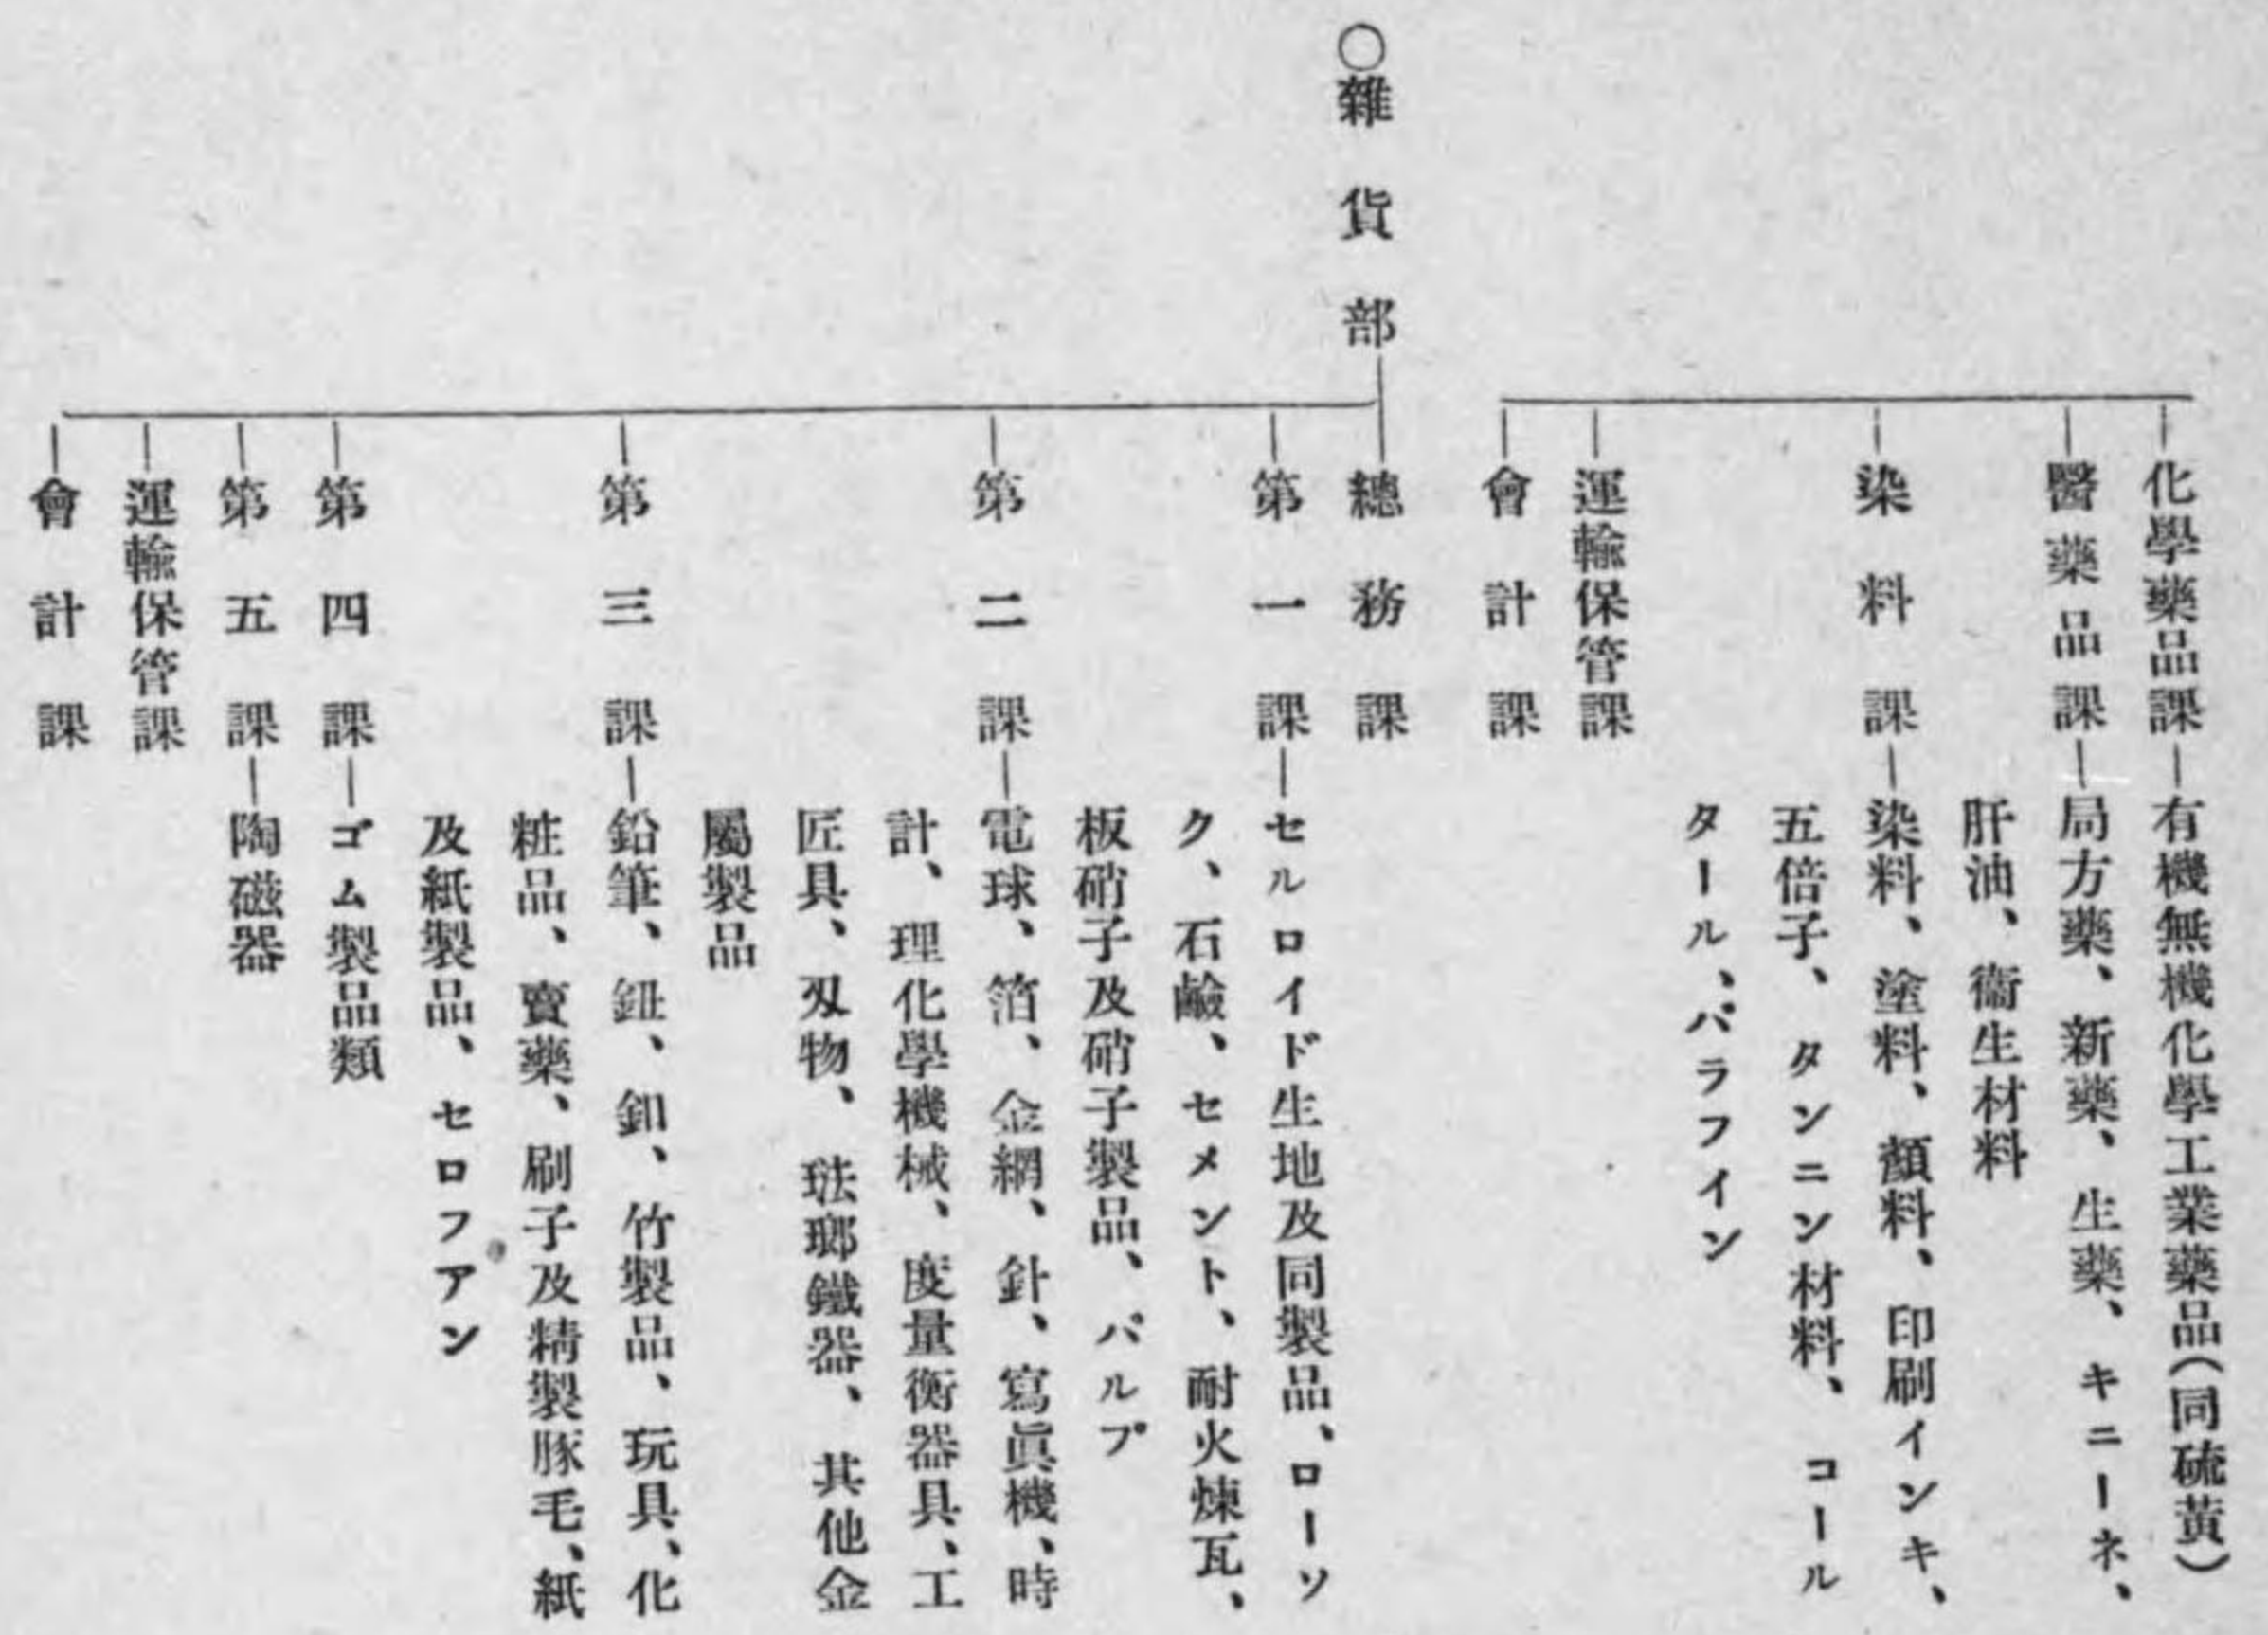 化學藥品課―有機無機化學工業藥品(同硫黃)
醫藥品課―局方藥、新藥、生藥、キニーネ、
肝油、衞生材料
染料課―染料、塗料、顏料、印刷インキ、
五倍子、タンニン材料、コール
タール、パラフイン
運輸保管課
會計課
○雜貨部―總務課
第一課―セルロイド生地及同製品、ローソ
ク、石鹼、セメント、耐火煉瓦、
板硝子及硝子製品、パルプ
第二課―電球、箔、金網、針、寫眞機、時
計、理化學機械、度量衡器具、工
匠具、刄物、琺瑯鐵器、其他金
屬製品
第三課―鉛筆、鈕、釦、竹製品、玩具、化
粧品、賣藥、刷子及精製豚毛、紙
及紙製品、セロフアン
第四課―ゴム製品類
第五課―陶磁器
運輸保管課
會計課